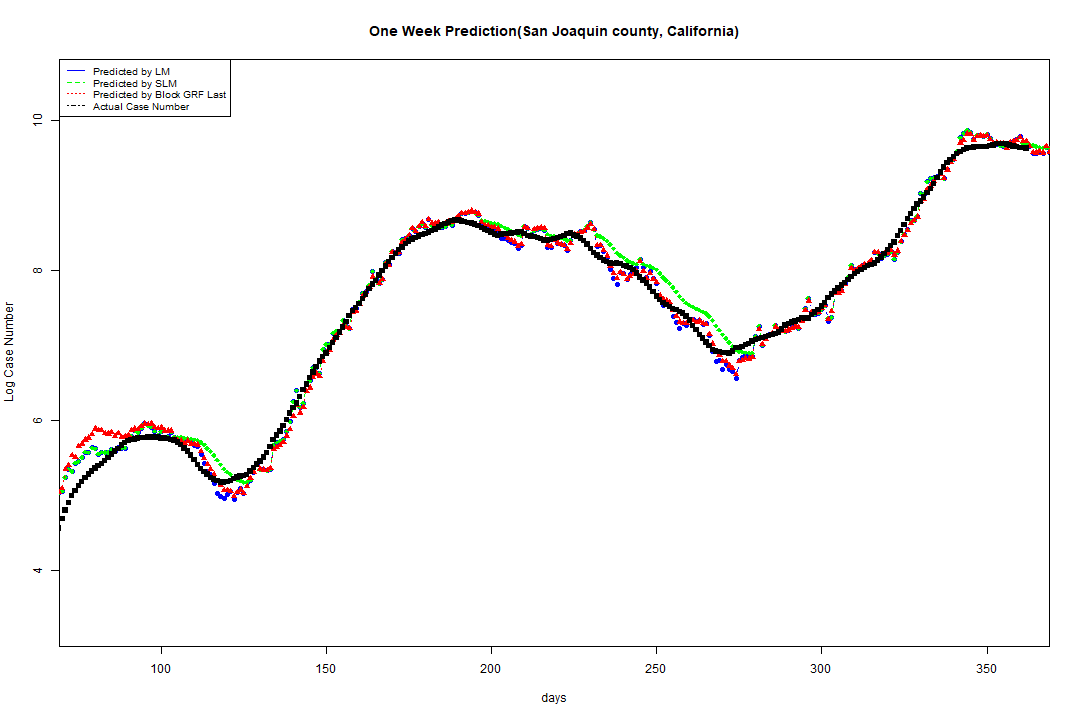 One Week Prediction(San Joaquin county, California)
Predicted by LM
Predicted by SLM
Predicted by Block GRF Last
Actual Case Number
10
8
6
4
Log Case Number
100 150 200 250 300 350
days